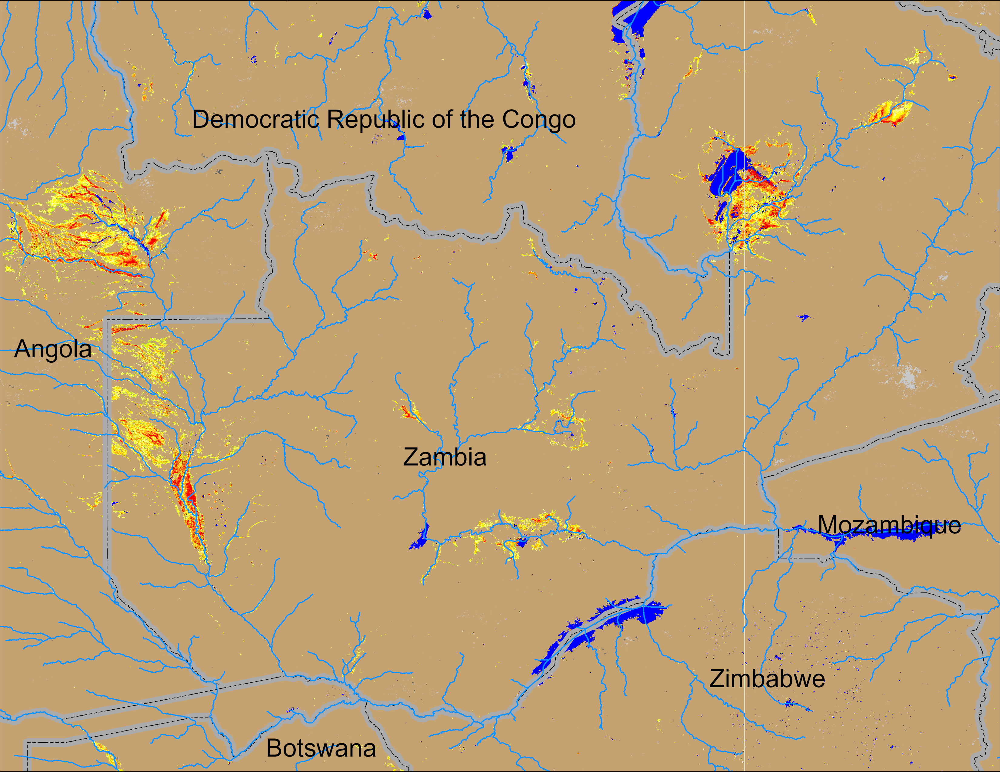 Democratic Republic of the Congo
Angola
Zambia
Mozambique
Zimbabwe
Botswana